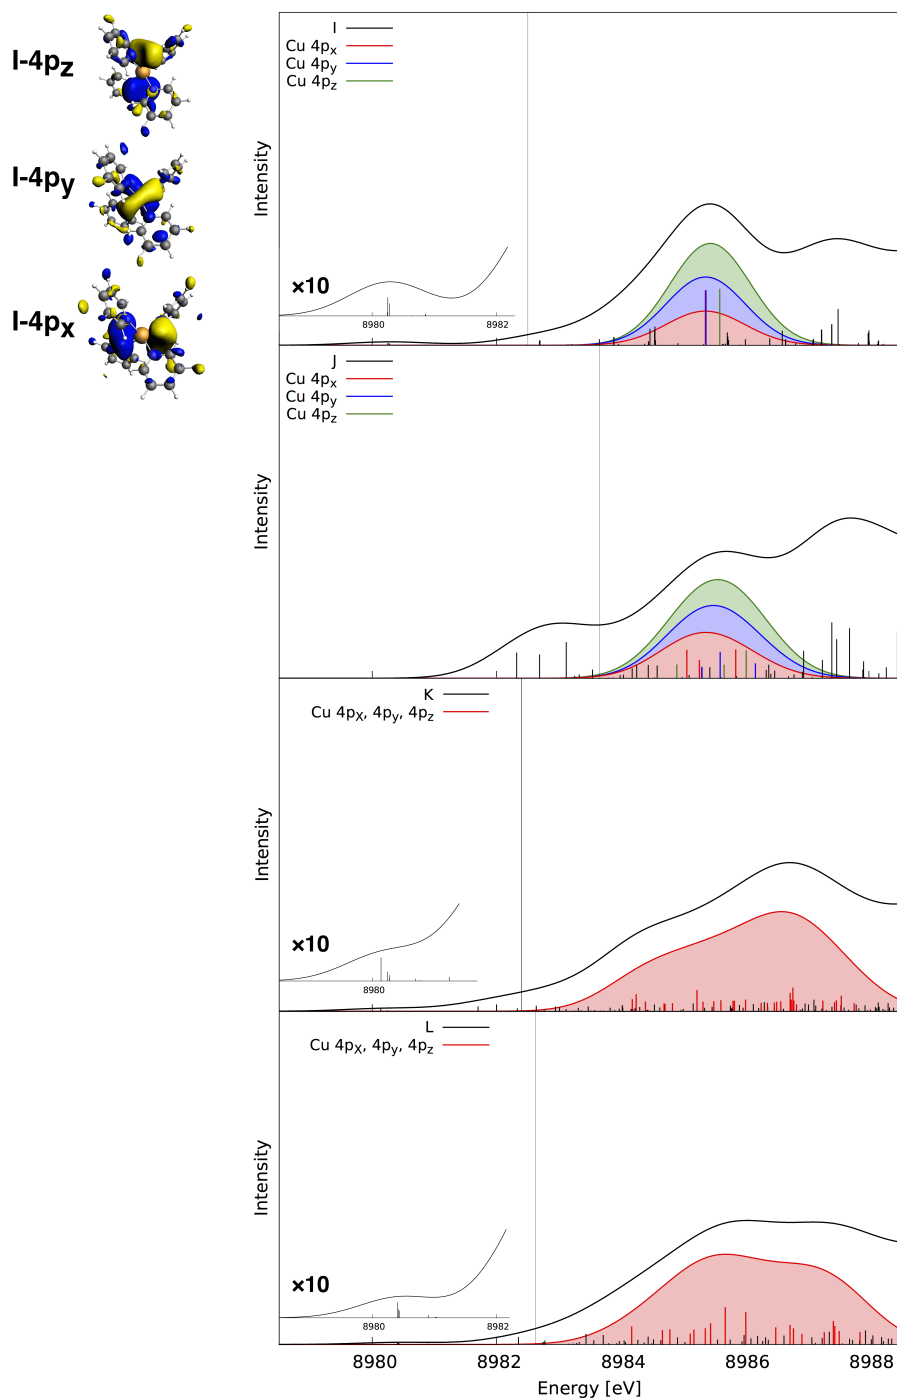 I-4pz
I-4py
I-4px
I
Cu 4px
Cu 4py
Cu 4pz
Intensity
×10
8980
8982
J
Cu 4px
Cu 4py
Cu 4pz
Intensity
K
Cu 4pX, 4py, 4pz
Intensity
×10
8980
L
Cu 4pX, 4py, 4pz
Intensity
×10
8980
8982
8980 8982 8984 8986 8988
Energy [eV]